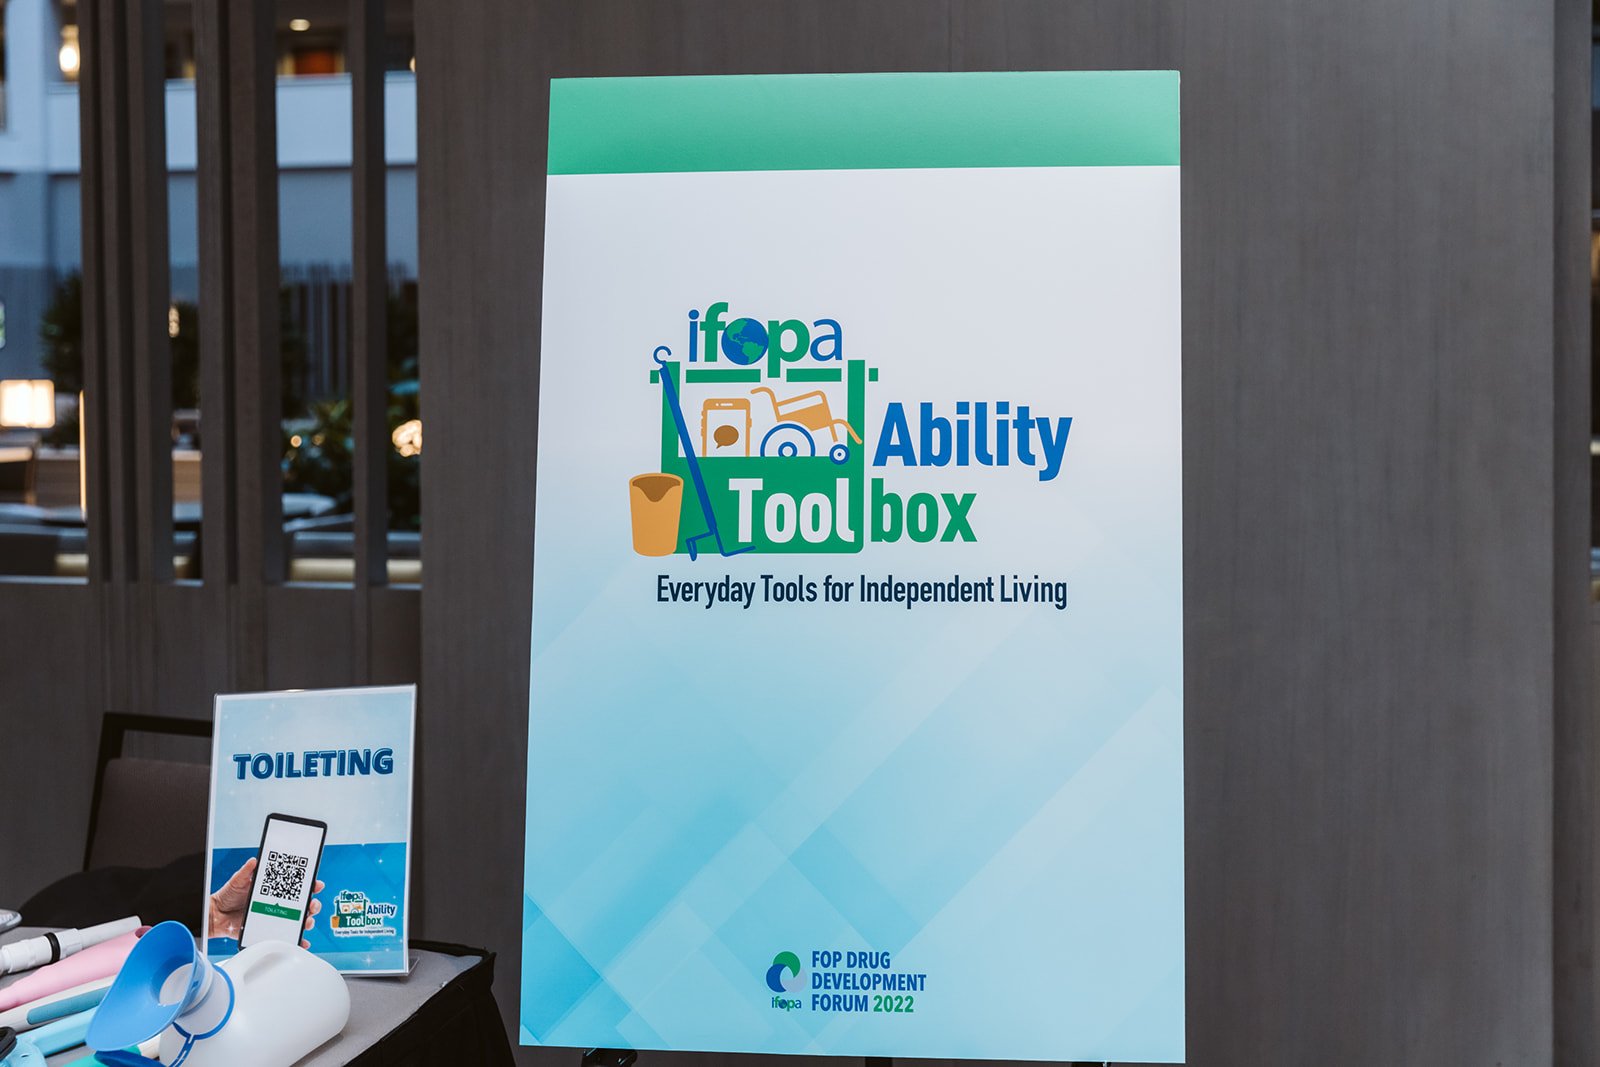 ifopa
Ability
Toolbox
Everyday Tools for Independent Living
ifopa
FOP DRUG
DEVELOPMENT
FORUM 2022
TOILETING
TOILETING
ifopa
Ability
Toolbox
Everyday Tools for Independent Living